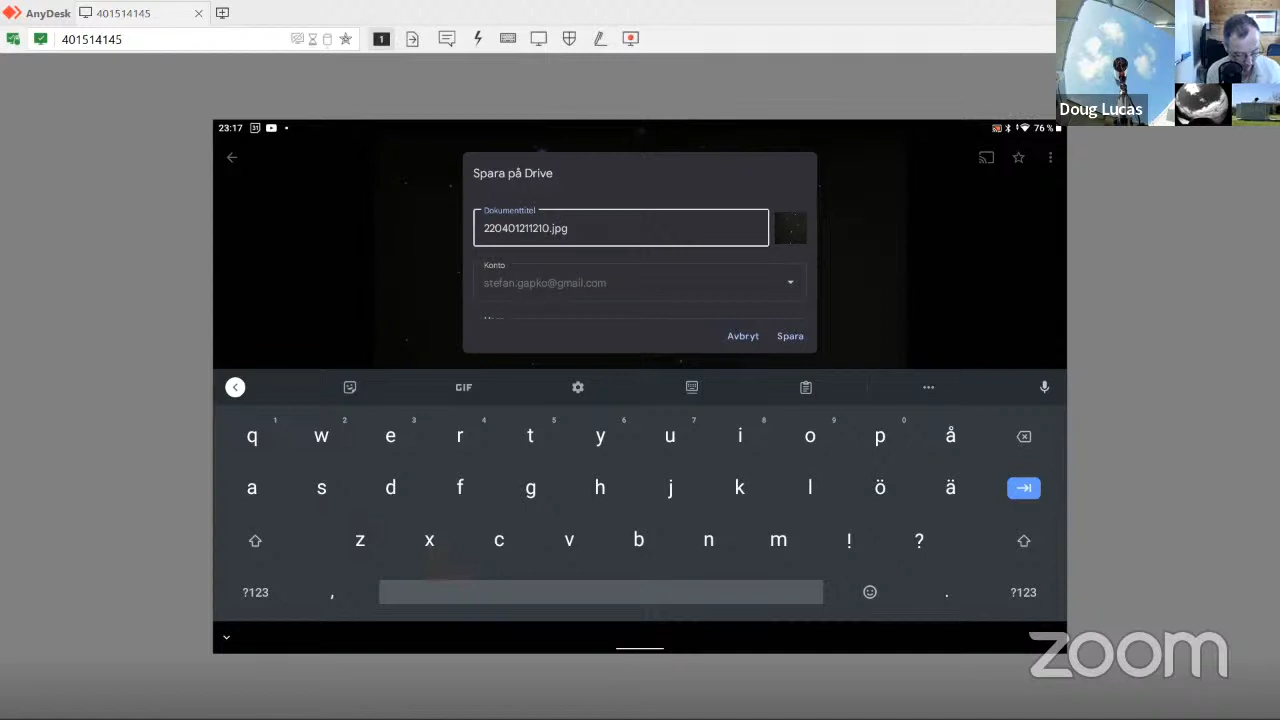 AnyDesk 401514145
401514145
1
Doug Lucas
23:17 31 76 %
Spara på Drive
Dokumenttitel
220401211210.jpg
Konto
stefan.gapko@gmail.com
Avbryt Spara
GIF
1 2 3 4 5 6 7 8 9 0
q w e r t y u i o p å
a s d f g h j k l ö ä
z x c v b n m ! ?
?123 , . ?123
zoom